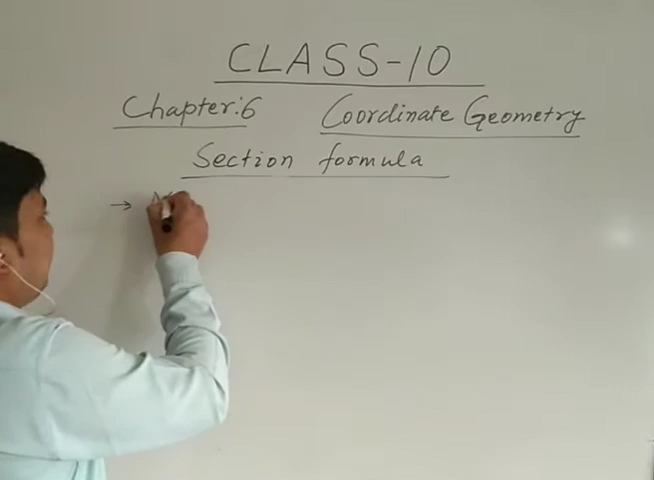 CLASS-10
Chapter:6 Coordinate Geometry
Section formula
→